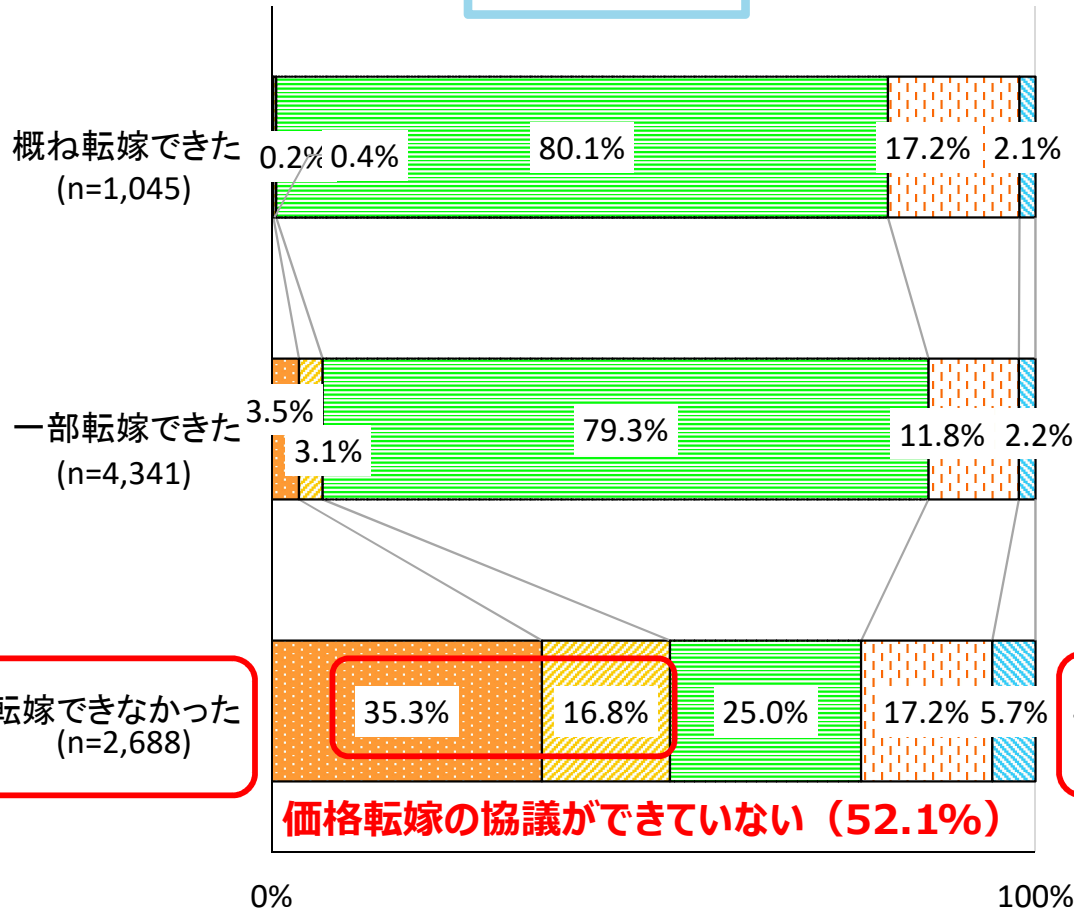 概ね転嫁できた
(n=1,045)
0.2% 0.4% 80.1% 17.2% 2.1%
一部転嫁できた
(n=4,341)
3.5% 3.1% 79.3% 11.8% 2.2%
転嫁できなかった
(n=2,688)
35.3% 16.8% 25.0% 17.2% 5.7%
価格転嫁の協議ができていない（52.1%）
0% 100%